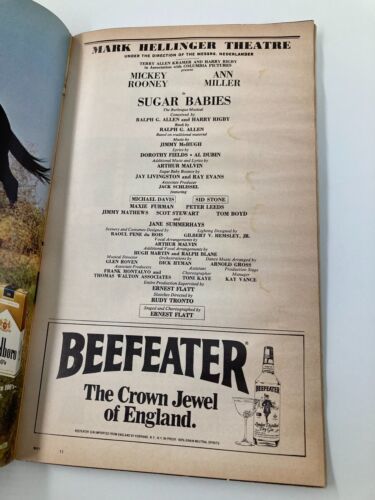 MARK HELLINGER THEATRE
UNDER THE DIRECTION OF THE MESSRS. NEDERLANDER
TERRY ALLEN KRAMER AND HARRY RIGBY
In Association with COLUMBIA PICTURES
present
MICKEY ANN
ROONEY MILLER
in
SUGAR BABIES
The Burlesque Musical
Conceived by
RALPH G. ALLEN and HARRY RIGBY
Book by
RALPH G. ALLEN
Based on traditional material
Music by
JIMMY McHUGH
Lyrics by
DOROTHY FIELDS • AL DUBIN
Additional Music and Lyrics by
ARTHUR MALVIN
Sugar Baby Bounce by
JAY LIVINGSTON and RAY EVANS
Associate Producer
JACK SCHLISSEL
featuring
MICHAEL DAVIS SID STONE
MAXIE FURMAN PETER LEEDS
JIMMY MATHEWS SCOT STEWART TOM BOYD
and
JANE SUMMERHAYS
Scenery and Costumes Designed by Lighting Designed by
RAOUL PENE du BOIS GILBERT V. HEMSLEY, JR.
Vocal Arrangements by
ARTHUR MALVIN
Additional Vocal Arrangements by
HUGH MARTIN and RALPH BLANE
Musical Director Orchestrations by Dance Music Arranged by
GLEN ROVEN DICK HYMAN ARNOLD GROSS
Associate Producers Assistant Production Stage
FRANK MONTALVO and Choreographer Manager
THOMAS WALTON ASSOCIATES TONI KAYE KAY VANCE
Entire Production Supervised by
ERNEST FLATT
Sketches Directed by
RUDY TRONTO
Staged and Choreographed by
ERNEST FLATT
BEEFEATER
The Crown Jewel
of England.
BEEFEATER
11
lboro